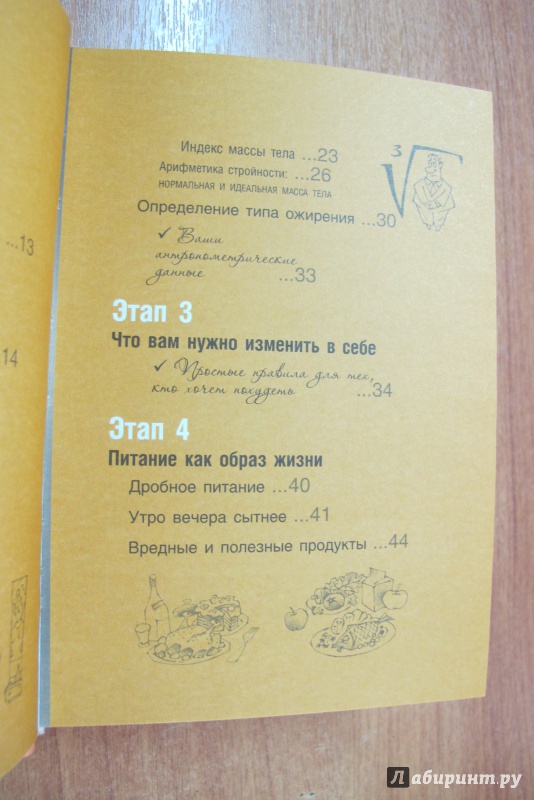 ...13
14
Индекс массы тела ...23
3
Арифметика стройности: ...26
НОРМАЛЬНАЯ И ИДЕАЛЬНАЯ МАССА ТЕЛА
Определение типа ожирения ...30
✓ Ваши
антропометрические
данные ...33
Этап 3
Что вам нужно изменить в себе
✓ Простые правила для тех,
кто хочет похудеть ...34
Этап 4
Питание как образ жизни
Дробное питание ...40
Утро вечера сытнее ...41
Вредные и полезные продукты ...44
Лабиринт.ру